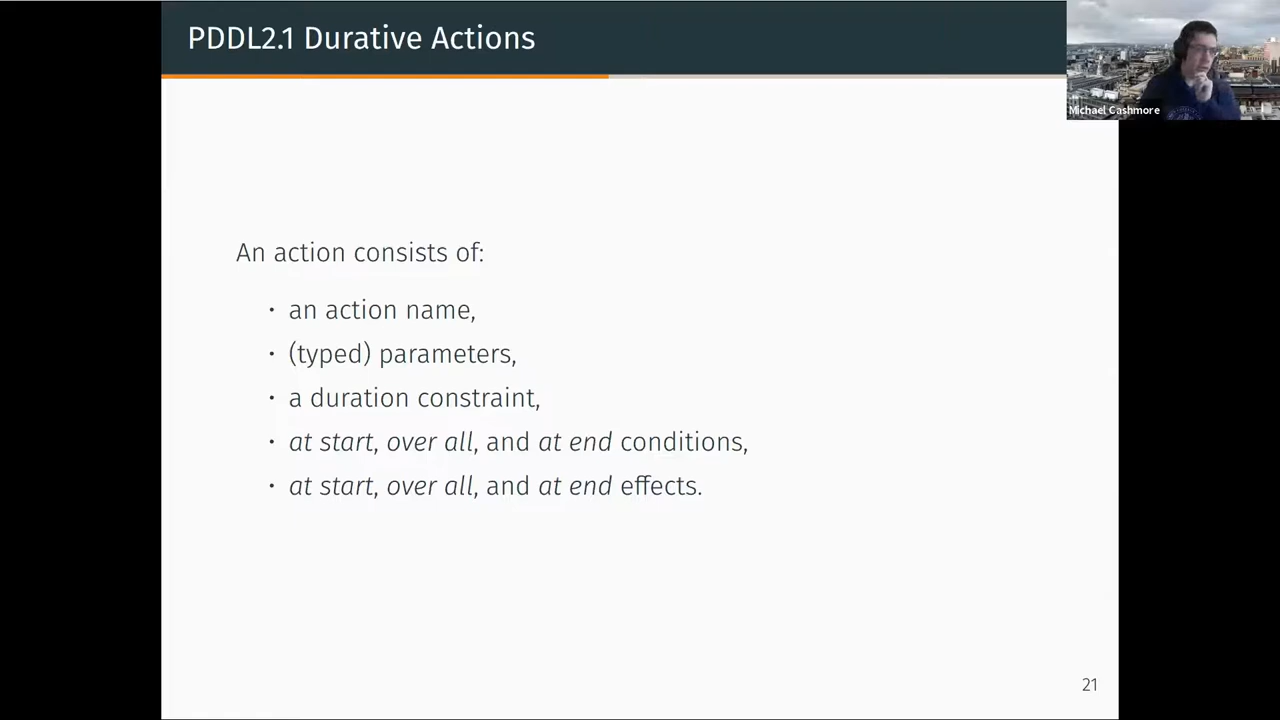 PDDL2.1 Durative Actions
Michael Cashmore
An action consists of:
• an action name,
• (typed) parameters,
• a duration constraint,
• at start, over all, and at end conditions,
• at start, over all, and at end effects.
21